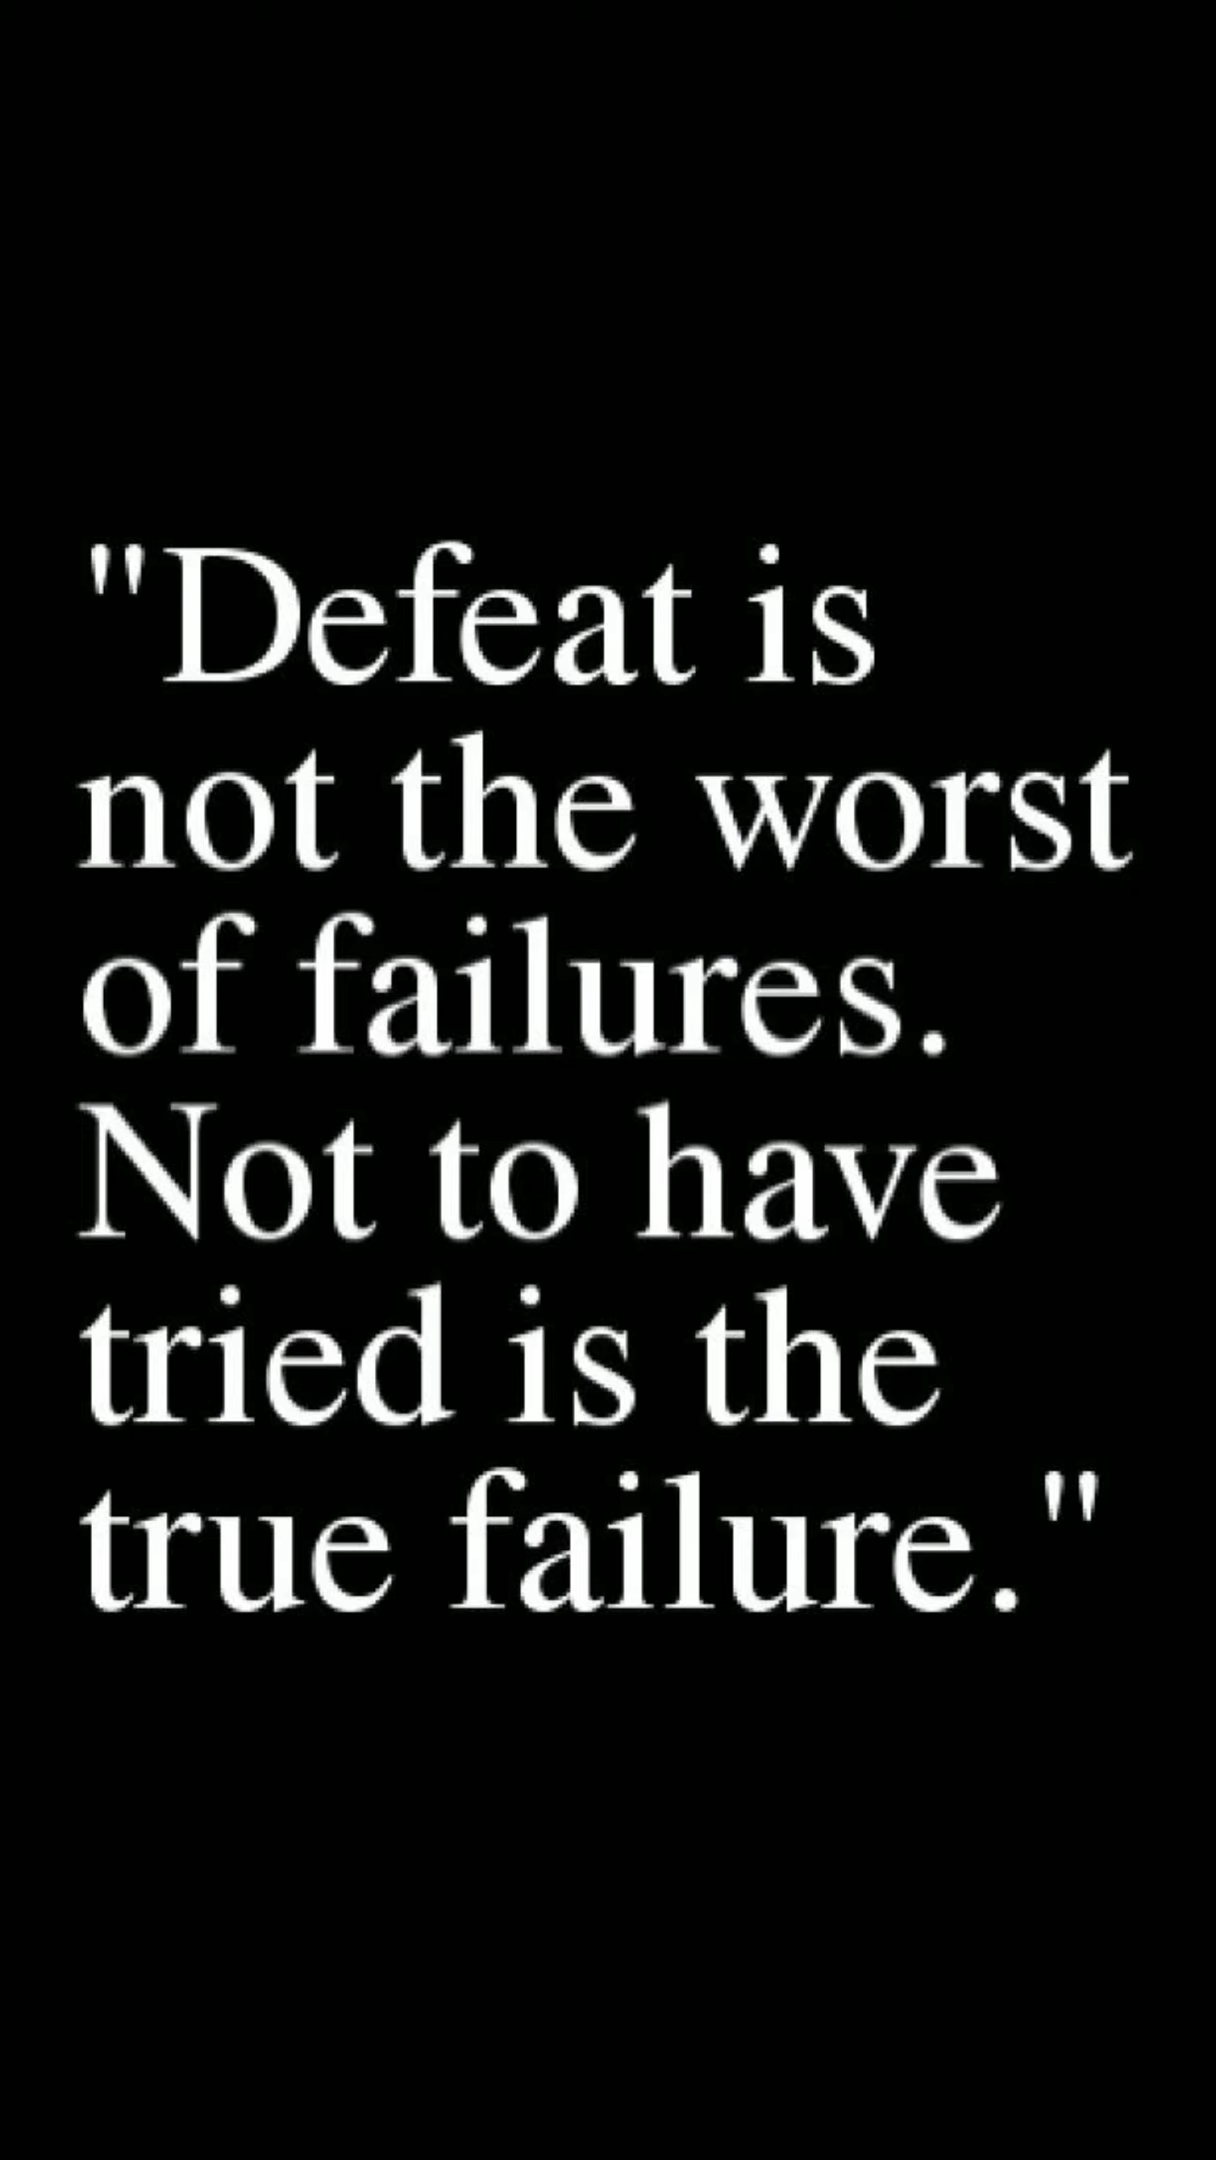 "Defeat is
not the worst
of failures.
Not to have
tried is the
true failure."